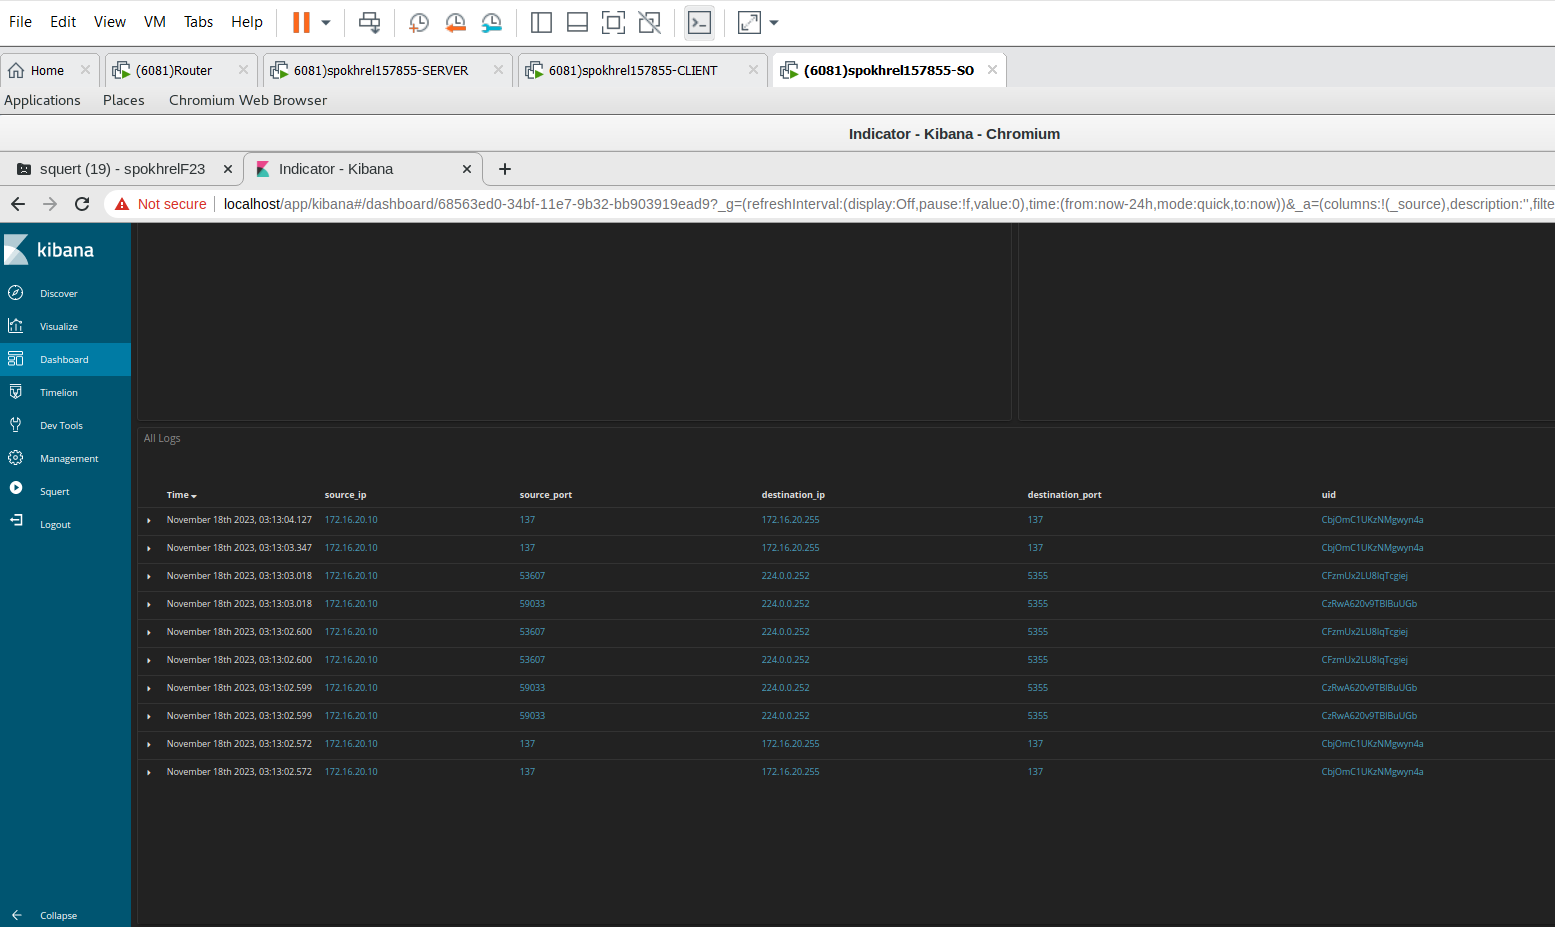 File Edit View VM Tabs Help
Home (6081)Router 6081)spokhrel157855-SERVER 6081)spokhrel157855-CLIENT (6081)spokhrel157855-SO
Applications Places Chromium Web Browser
Indicator - Kibana - Chromium
squert (19) - spokhrelF23 Indicator - Kibana
Not secure localhost/app/kibana#/dashboard/68563ed0-34bf-11e7-9b32-bb903919ead9?_g=(refreshInterval:(display:Off,pause:!f,value:0),time:(from:now-24h,mode:quick,to:now))&_a=(columns:!(_source),description:'',filte
kibana
Discover
Visualize
Dashboard
Timelion
Dev Tools
Management
Squert
Logout
Collapse
All Logs
Time source_ip source_port destination_ip destination_port uid
November 18th 2023, 03:13:04.127 172.16.20.10 137 172.16.20.255 137 CbjOmC1UKzNMgwyn4a
November 18th 2023, 03:13:03.347 172.16.20.10 137 172.16.20.255 137 CbjOmC1UKzNMgwyn4a
November 18th 2023, 03:13:03.018 172.16.20.10 53607 224.0.0.252 5355 CFzmUx2LU8lqTcgiej
November 18th 2023, 03:13:03.018 172.16.20.10 59033 224.0.0.252 5355 CzRwA620v9TBlBuUGb
November 18th 2023, 03:13:02.600 172.16.20.10 53607 224.0.0.252 5355 CFzmUx2LU8lqTcgiej
November 18th 2023, 03:13:02.600 172.16.20.10 53607 224.0.0.252 5355 CFzmUx2LU8lqTcgiej
November 18th 2023, 03:13:02.599 172.16.20.10 59033 224.0.0.252 5355 CzRwA620v9TBlBuUGb
November 18th 2023, 03:13:02.599 172.16.20.10 59033 224.0.0.252 5355 CzRwA620v9TBlBuUGb
November 18th 2023, 03:13:02.572 172.16.20.10 137 172.16.20.255 137 CbjOmC1UKzNMgwyn4a
November 18th 2023, 03:13:02.572 172.16.20.10 137 172.16.20.255 137 CbjOmC1UKzNMgwyn4a